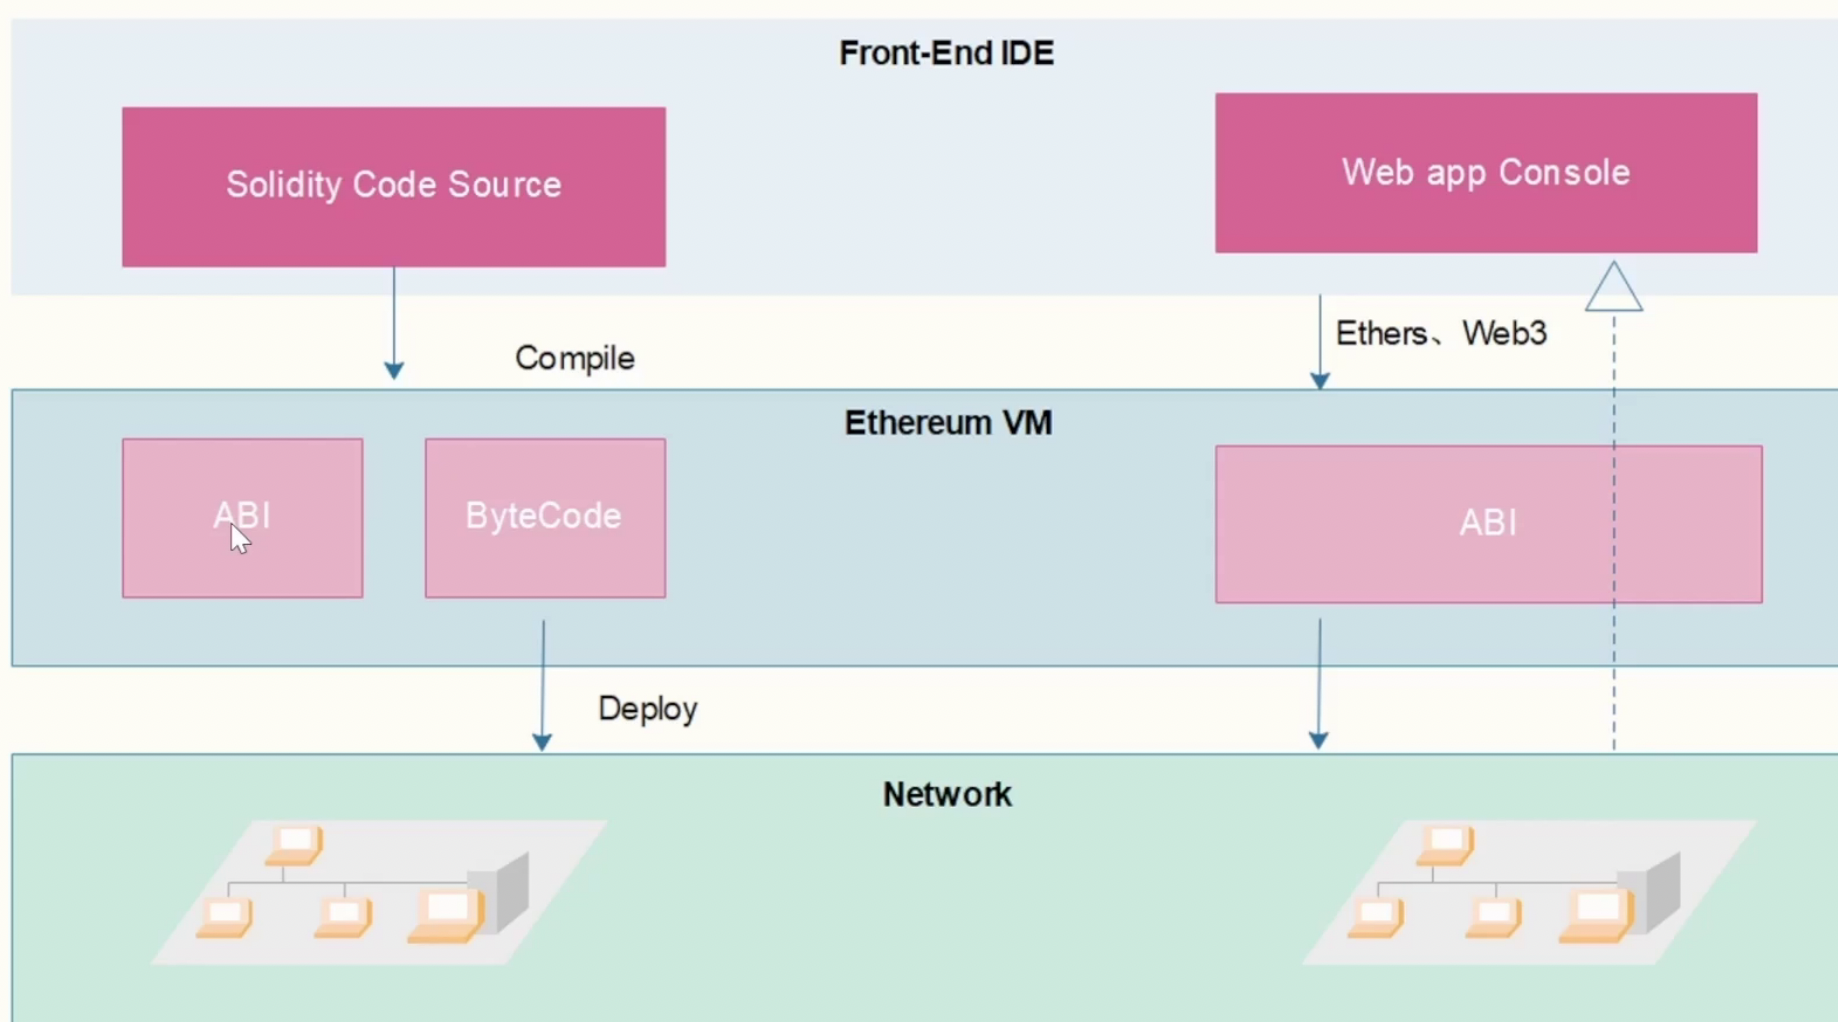 Front-End IDE
Solidity Code Source
Web app Console
Compile
Ethers、Web3
Ethereum VM
ABI
ByteCode
ABI
Deploy
Network